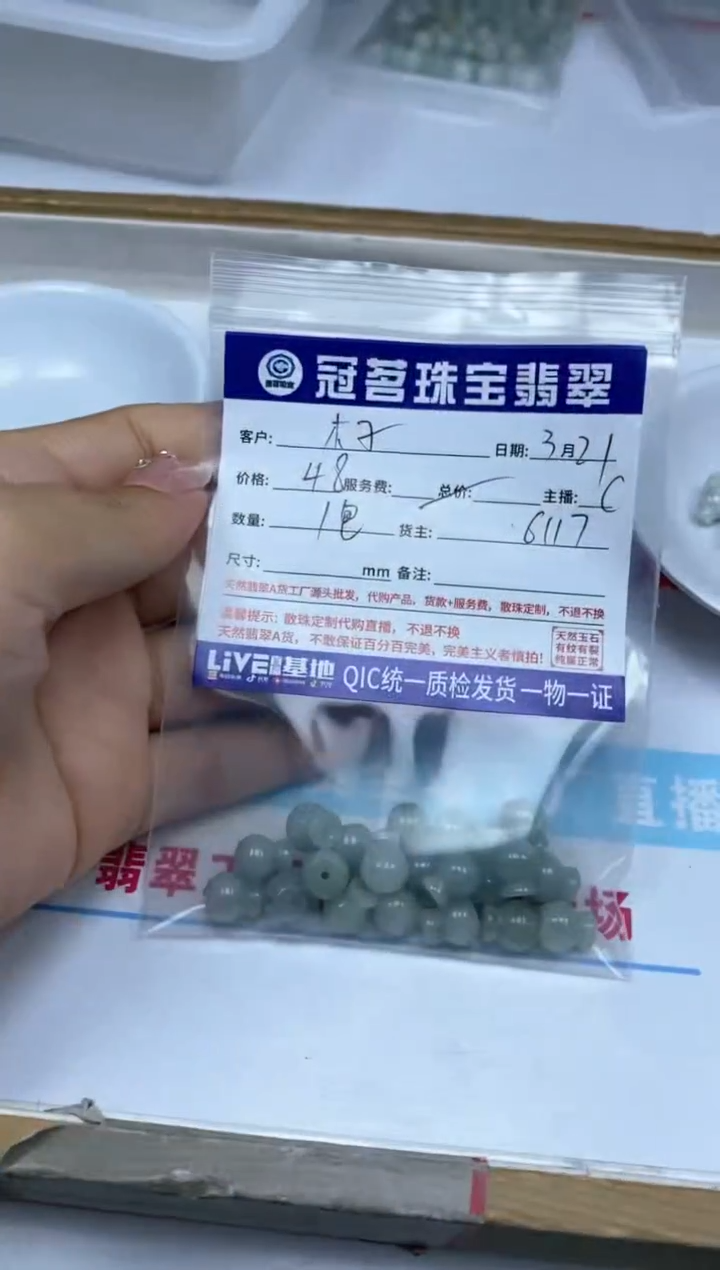 冠茗珠宝翡翠
客户: 木子 日期: 3月21
价格: 48 服务费: 总价: 主播: C
数量: 1包 货主: 6117
尺寸: mm 备注:
天然翡翠A货工厂源头批发，代购产品，货款+服务费，散珠定制，不退不换
温馨提示: 散珠定制代购直播，不退不换
天然翡翠A货，不敢保证百分百完美，完美主义者慎拍!
天然玉石
有纹有裂
纯属正常
LiVE 基地 QIC统一质检发货一物一证
直播
翡翠
场